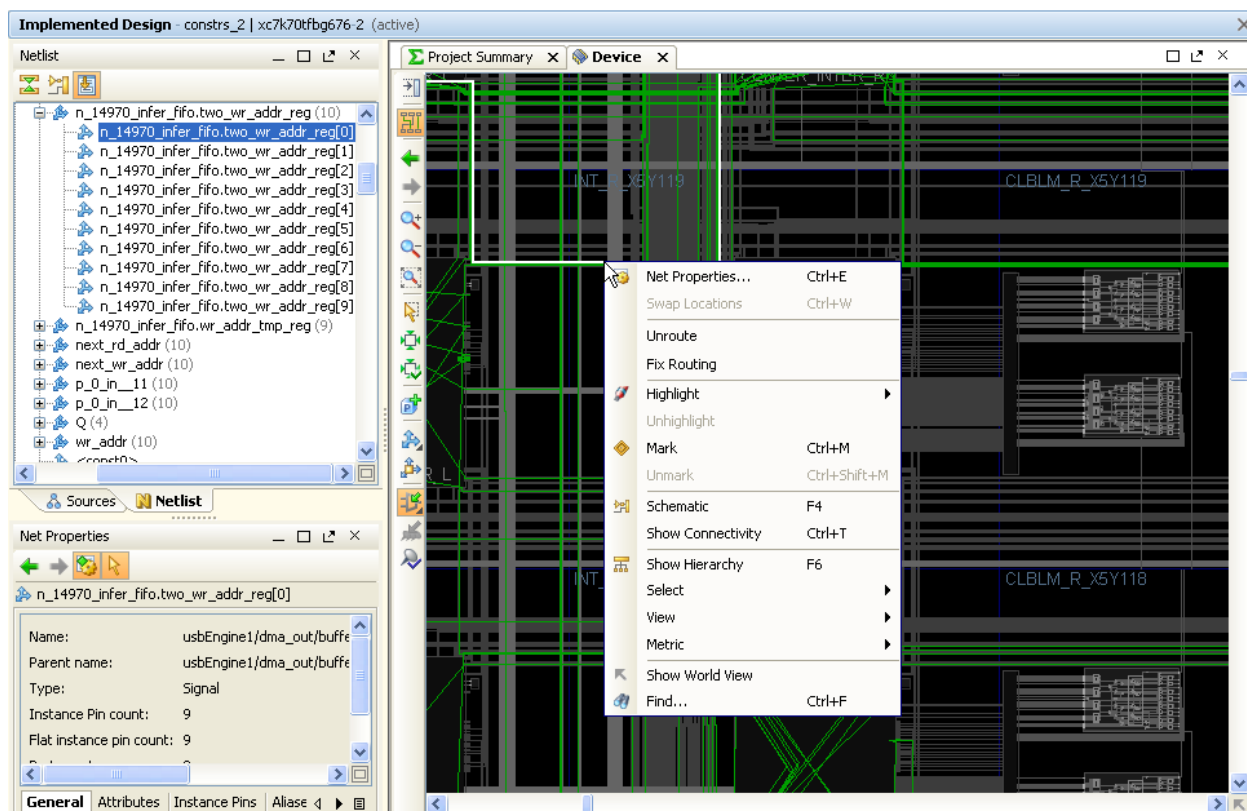 Implemented Design - constrs_2 | xc7k70tfbg676-2 (active)
Netlist
n_14970_infer_fifo.two_wr_addr_reg (10)
n_14970_infer_fifo.two_wr_addr_reg[0]
n_14970_infer_fifo.two_wr_addr_reg[1]
n_14970_infer_fifo.two_wr_addr_reg[2]
n_14970_infer_fifo.two_wr_addr_reg[3]
n_14970_infer_fifo.two_wr_addr_reg[4]
n_14970_infer_fifo.two_wr_addr_reg[5]
n_14970_infer_fifo.two_wr_addr_reg[6]
n_14970_infer_fifo.two_wr_addr_reg[7]
n_14970_infer_fifo.two_wr_addr_reg[8]
n_14970_infer_fifo.two_wr_addr_reg[9]
n_14970_infer_fifo.wr_addr_tmp_reg (9)
next_rd_addr (10)
next_wr_addr (10)
p_0_in__11 (10)
p_0_in__12 (10)
Q (4)
wr_addr (10)
<const0>
Sources
Netlist
Net Properties
n_14970_infer_fifo.two_wr_addr_reg[0]
Name: usbEngine1/dma_out/buffe
Parent name: usbEngine1/dma_out/buffe
Type: Signal
Instance Pin count: 9
Flat instance pin count: 9
General Attributes Instance Pins Aliase
Project Summary
Device
CLBLM_R_X5Y119
R_L
Net Properties... Ctrl+E
Swap Locations Ctrl+W
Unroute
Fix Routing
Highlight
Unhighlight
Mark Ctrl+M
Unmark Ctrl+Shift+M
Schematic F4
Show Connectivity Ctrl+T
Show Hierarchy F6
Select
View
Metric
Show World View
Find... Ctrl+F
INT_
CLBLM_R_X5Y118